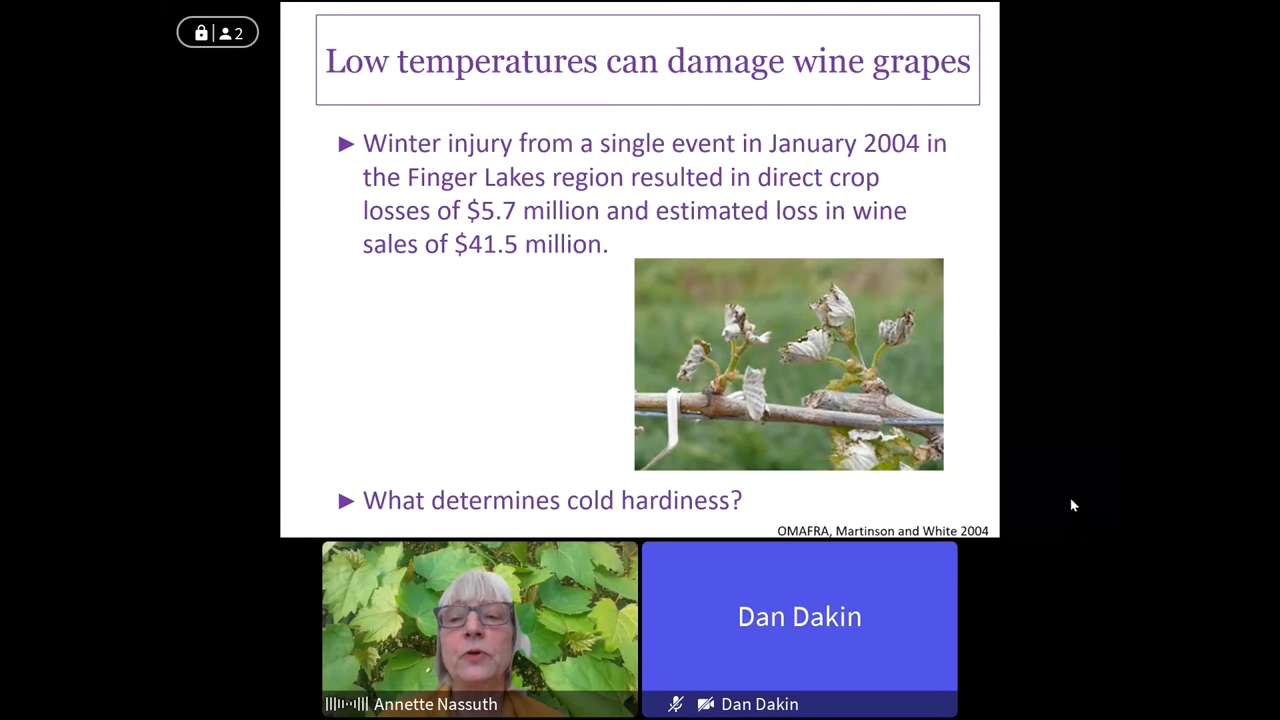 2
Low temperatures can damage wine grapes
► Winter injury from a single event in January 2004 in
the Finger Lakes region resulted in direct crop
losses of $5.7 million and estimated loss in wine
sales of $41.5 million.
► What determines cold hardiness?
OMAFRA, Martinson and White 2004
Dan Dakin
Annette Nassuth
Dan Dakin